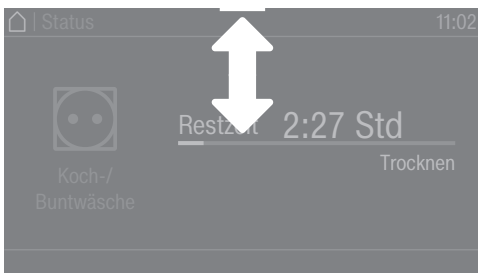 | Status 11:02
Restzeit 2:27 Std
Trocknen
Koch-/
Buntwäsche